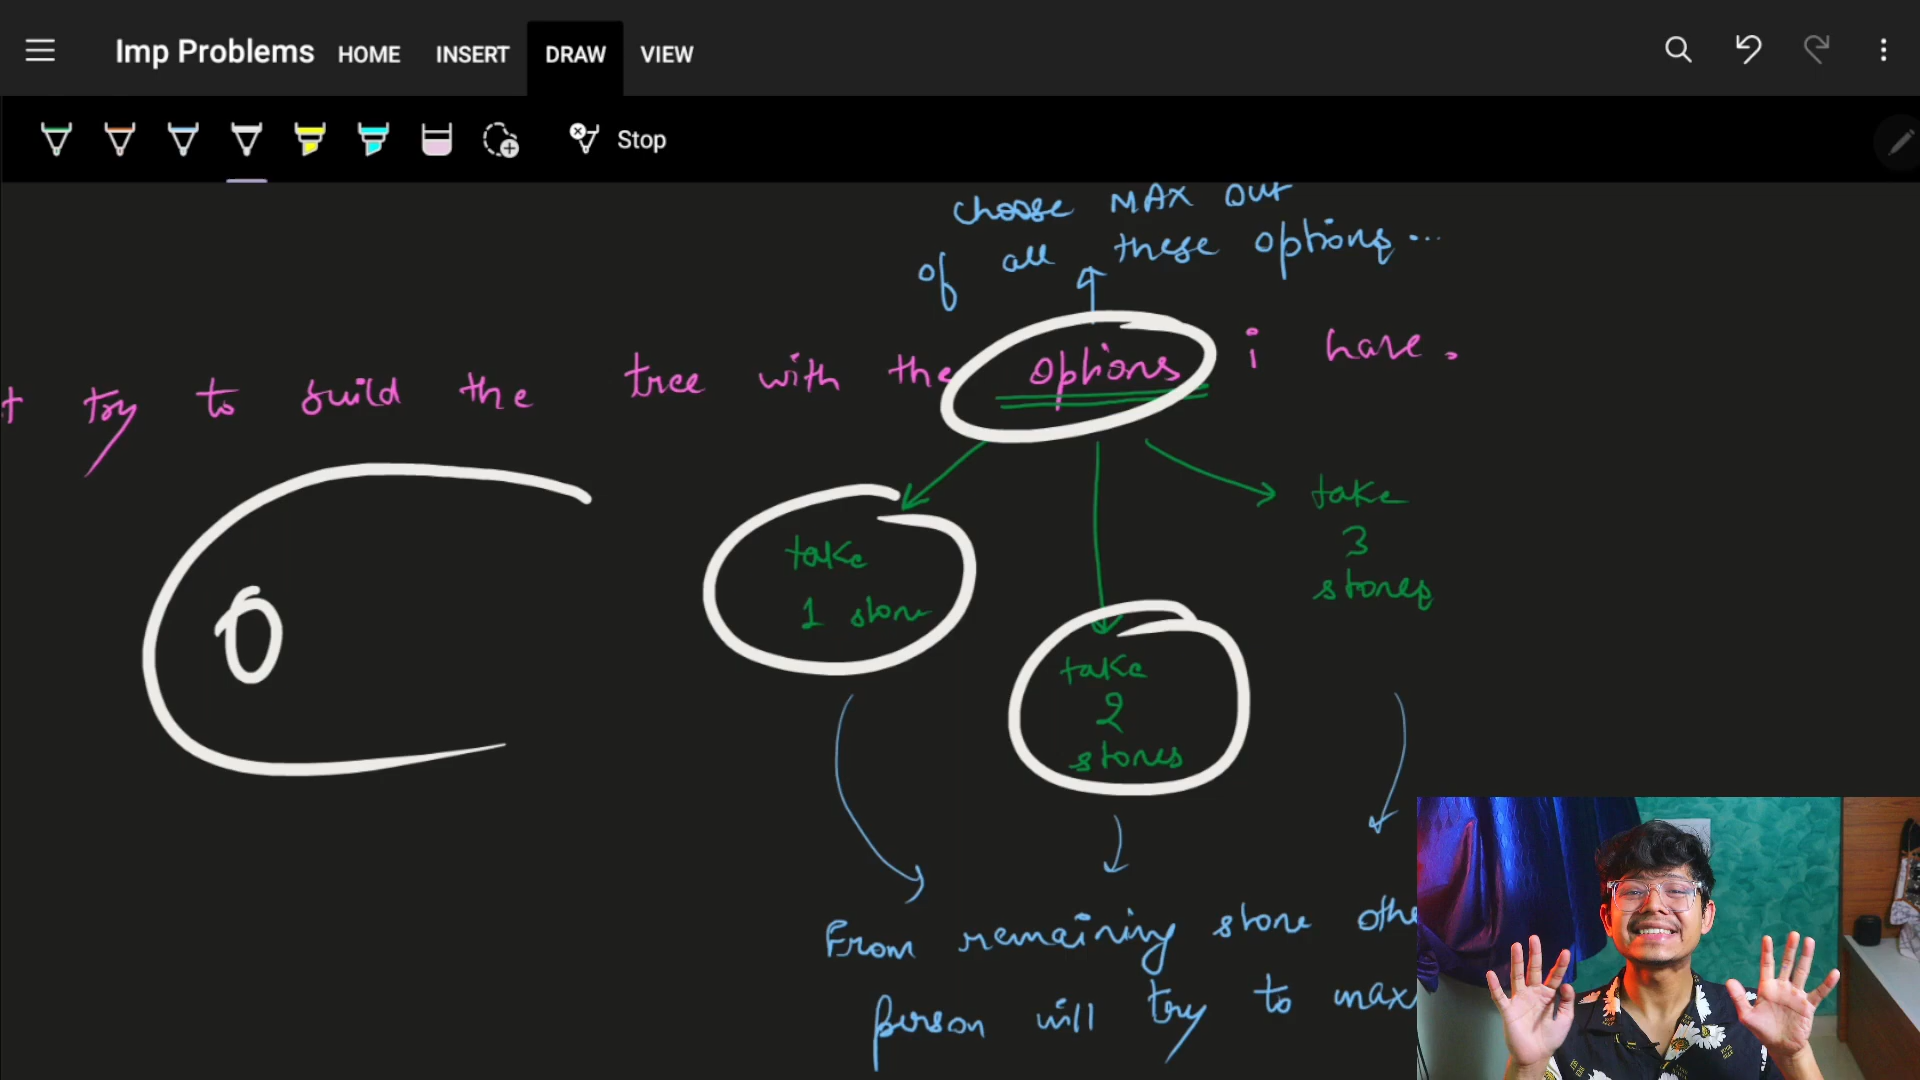 Imp Problems HOME INSERT DRAW VIEW
Stop
choose MAX out
of all these options...
t try to build the tree with the options i have.
take
1 stone
take
2
stones
take
3
stones
0
From remaining stone othe
person will try to max